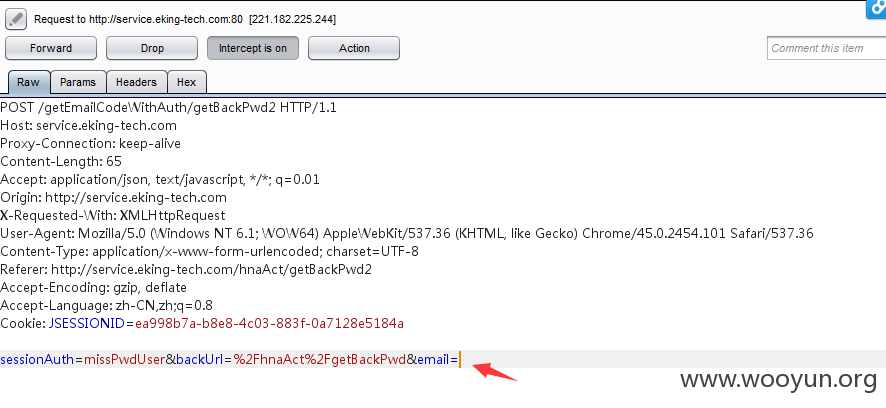 Request to http://service.eking-tech.com:80 [221.182.225.244]
Forward Drop Intercept is on Action Comment this item
Raw Params Headers Hex
POST /getEmailCodeWithAuth/getBackPwd2 HTTP/1.1
Host: service.eking-tech.com
Proxy-Connection: keep-alive
Content-Length: 65
Accept: application/json, text/javascript, */*; q=0.01
Origin: http://service.eking-tech.com
X-Requested-With: XMLHttpRequest
User-Agent: Mozilla/5.0 (Windows NT 6.1; WOW64) AppleWebKit/537.36 (KHTML, like Gecko) Chrome/45.0.2454.101 Safari/537.36
Content-Type: application/x-www-form-urlencoded; charset=UTF-8
Referer: http://service.eking-tech.com/hnaAct/getBackPwd2
Accept-Encoding: gzip, deflate
Accept-Language: zh-CN,zh;q=0.8
Cookie: JSESSIONID=ea998b7a-b8e8-4c03-883f-0a7128e5184a
sessionAuth=missPwdUser&backUrl=%2FhnaAct%2FgetBackPwd&email=
www.wooyun.org